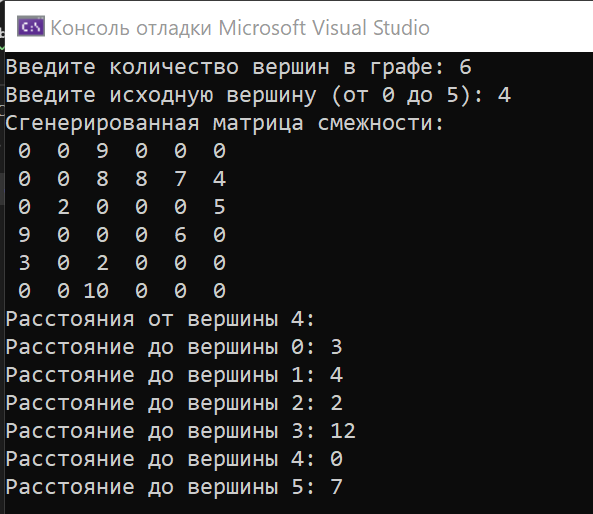 Консоль отладки Microsoft Visual Studio
Введите количество вершин в графе: 6
Введите исходную вершину (от 0 до 5): 4
Сгенерированная матрица смежности:
0 0 9 0 0 0
0 0 8 8 7 4
0 2 0 0 0 5
9 0 0 0 6 0
3 0 2 0 0 0
0 0 10 0 0 0
Расстояния от вершины 4:
Расстояние до вершины 0: 3
Расстояние до вершины 1: 4
Расстояние до вершины 2: 2
Расстояние до вершины 3: 12
Расстояние до вершины 4: 0
Расстояние до вершины 5: 7